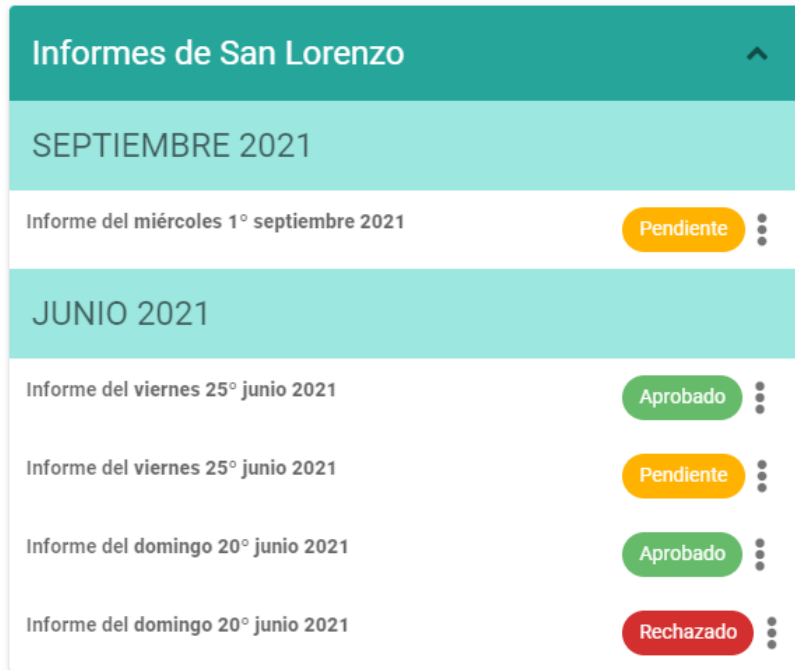 Informes de San Lorenzo
SEPTIEMBRE 2021
Informe del miércoles 1° septiembre 2021 Pendiente
JUNIO 2021
Informe del viernes 25° junio 2021 Aprobado
Informe del viernes 25° junio 2021 Pendiente
Informe del domingo 20° junio 2021 Aprobado
Informe del domingo 20° junio 2021 Rechazado